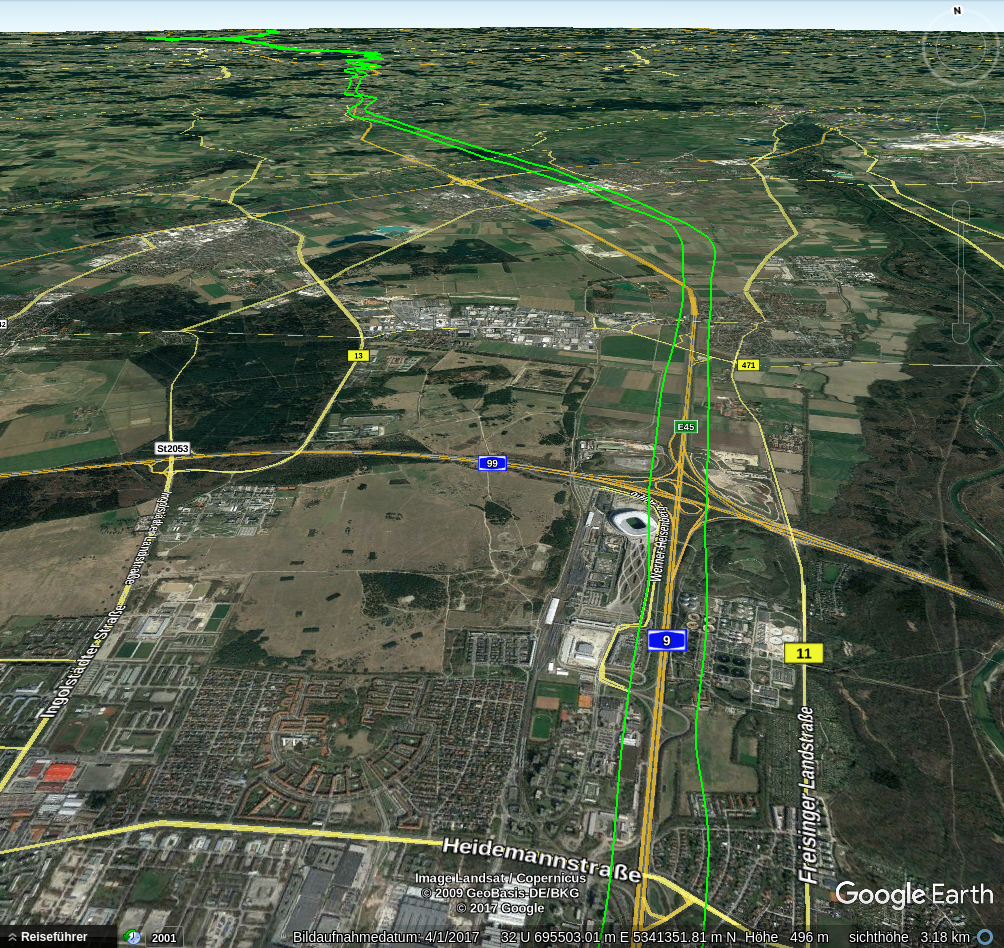 N
13
471
E45
St2053
99
Werner-Heisenberg
9
11
Ingolstädter Landstraße
Ingolstädter Straße
Freisinger Landstraße
Heidemannstraße
Image Landsat / Copernicus
© 2009 GeoBasis-DE/BKG
© 2017 Google
Google Earth
Reiseführer
2001
Bildaufnahmedatum: 4/1/2017 32 U 695503.01 m E 5341351.81 m N Höhe 496 m sichthöhe 3.18 km